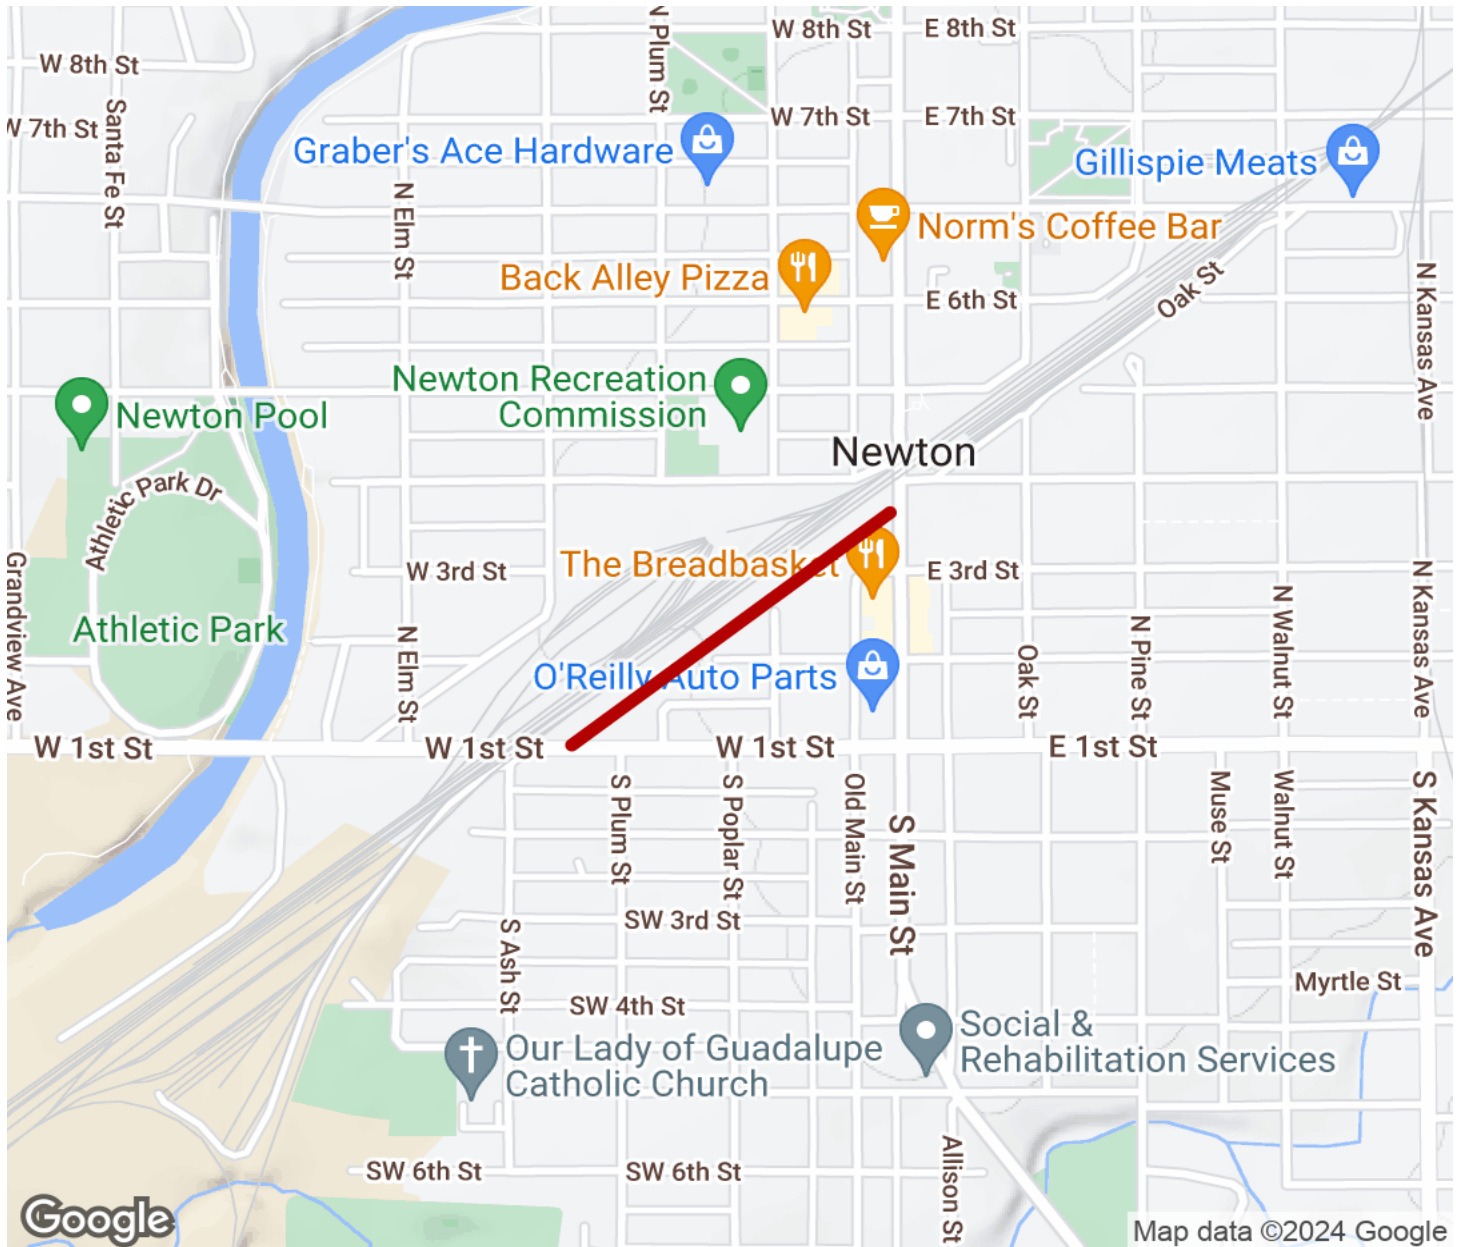 N Plum St
W 8th St
E 8th St
W 8th St
Santa Fe St
W 7th St
W 7th St
E 7th St
Graber's Ace Hardware
Gillispie Meats
N Elm St
Norm's Coffee Bar
Back Alley Pizza
E 6th St
Oak St
N Kansas Ave
Newton Recreation
Commission
Newton Pool
Newton
Athletic Park Dr
The Breadbasket
W 3rd St
E 3rd St
Grandview Ave
Athletic Park
N Elm St
N Kansas Ave
N Walnut St
N Pine St
Oak St
O'Reilly Auto Parts
W 1st St
W 1st St
W 1st St
E 1st St
S Plum St
S Poplar St
Old Main St
S Main St
Muse St
Walnut St
S Kansas Ave
SW 3rd St
S Ash St
Myrtle St
SW 4th St
Social &
Rehabilitation Services
Our Lady of Guadalupe
Catholic Church
SW 6th St
SW 6th St
Allison St
Google
Map data ©2024 Google